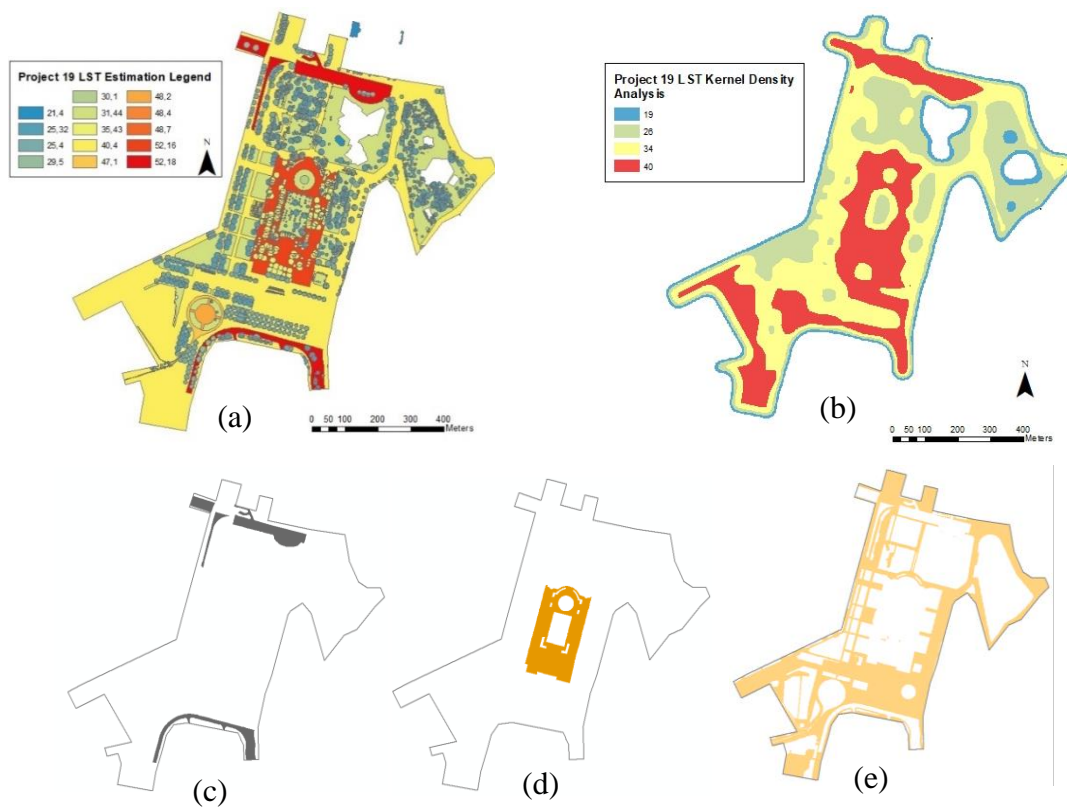 Project 19 LST Estimation Legend
30,1 48,2
21,4 31,44 48,4
25,32 35,43 48,7
25,4 40,4 52,16
29,5 47,1 52,18
N
0 50 100 200 300 400
Meters
(a)
Project 19 LST Kernel Density
Analysis
19
26
34
40
N
0 50 100 200 300 400
Meters
(b)
(c)
(d)
(e)